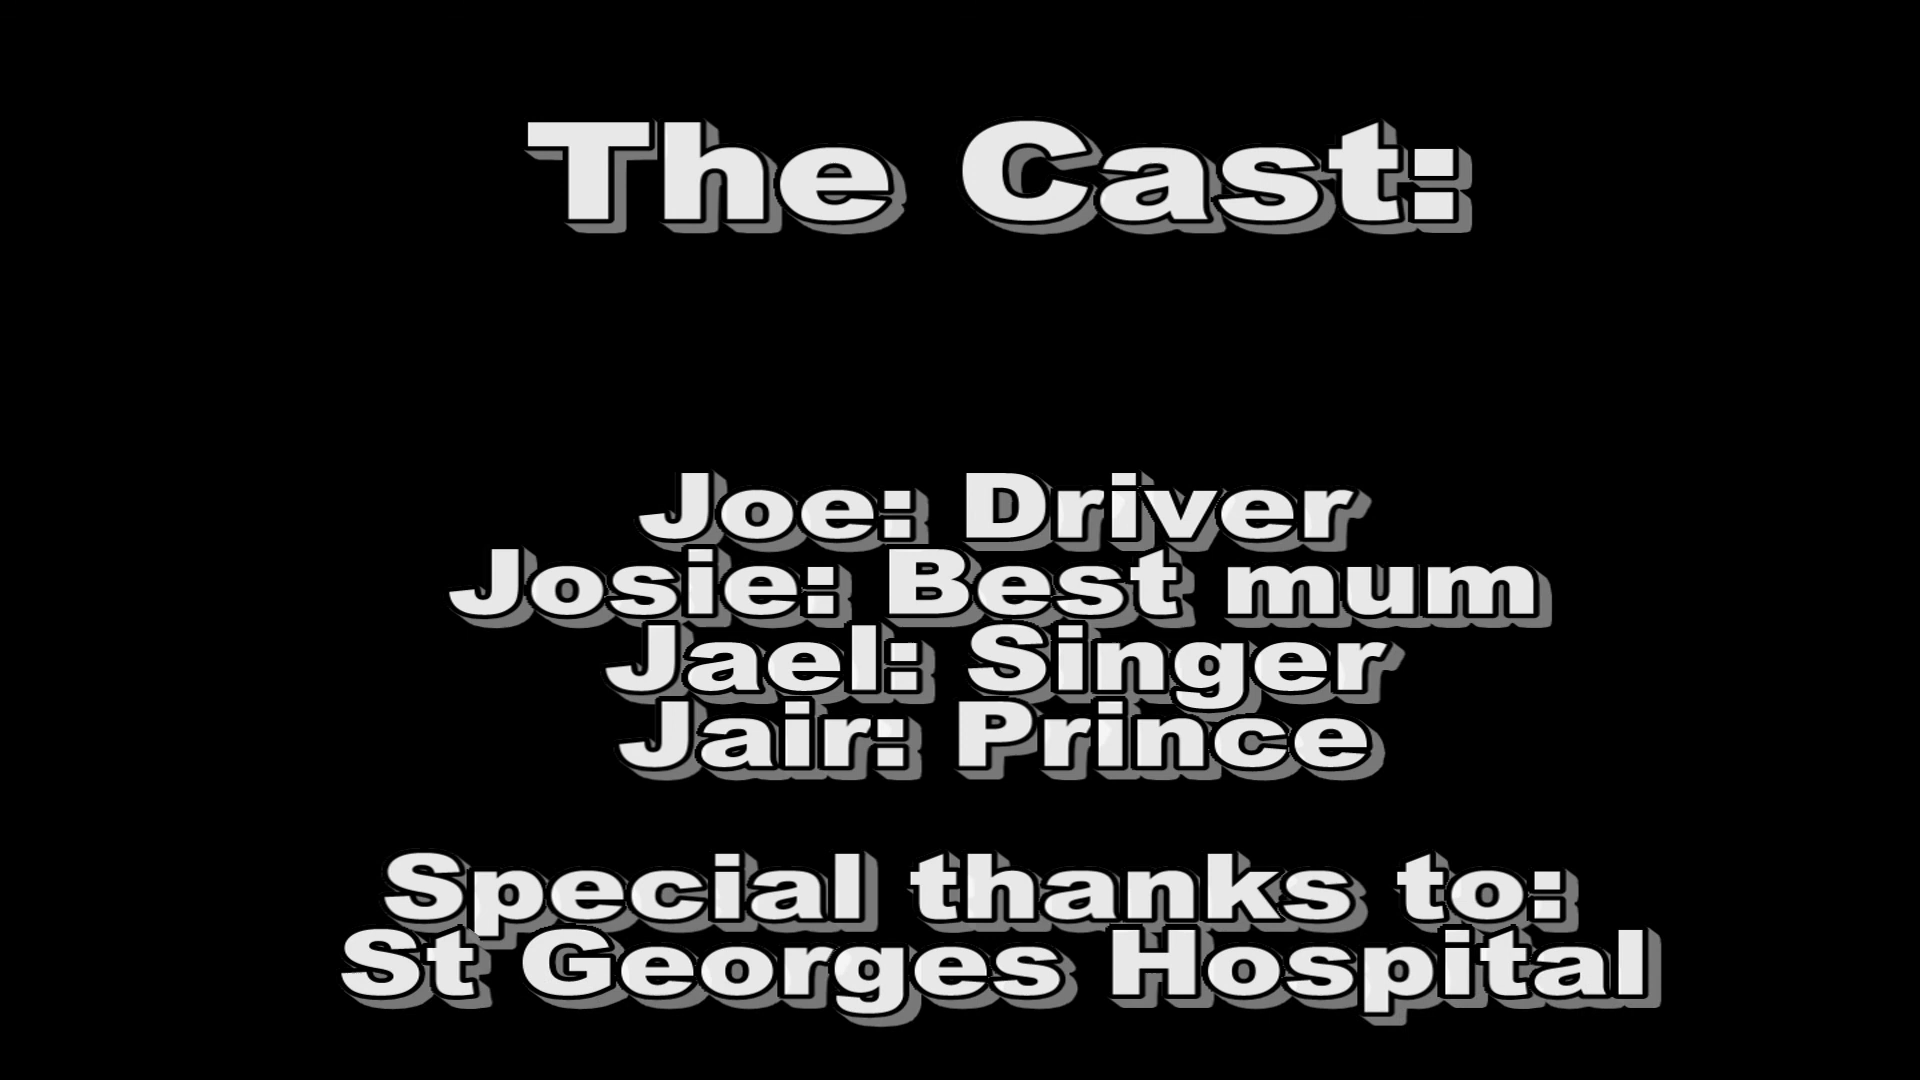 The Cast:
Joe: Driver
Josie: Best mum
Jael: Singer
Jair: Prince
Special thanks to:
St Georges Hospital